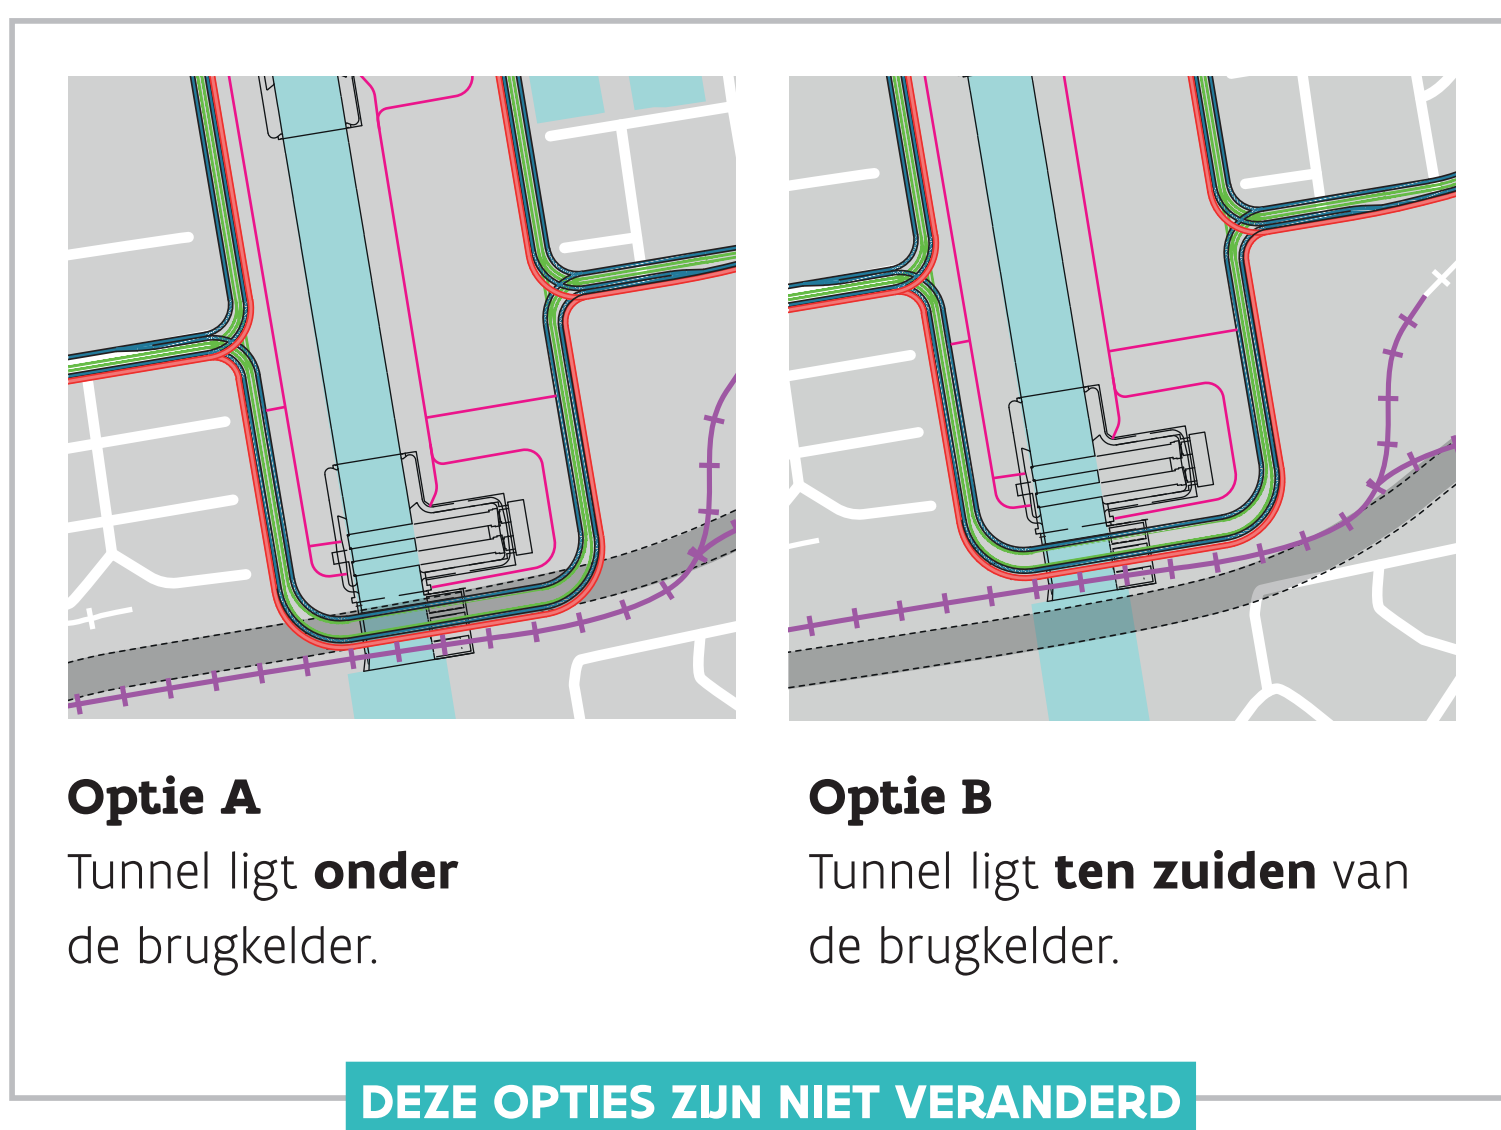 Optie A
Tunnel ligt onder
de brugkelder.
Optie B
Tunnel ligt ten zuiden van
de brugkelder.
DEZE OPTIES ZIJN NIET VERANDERD